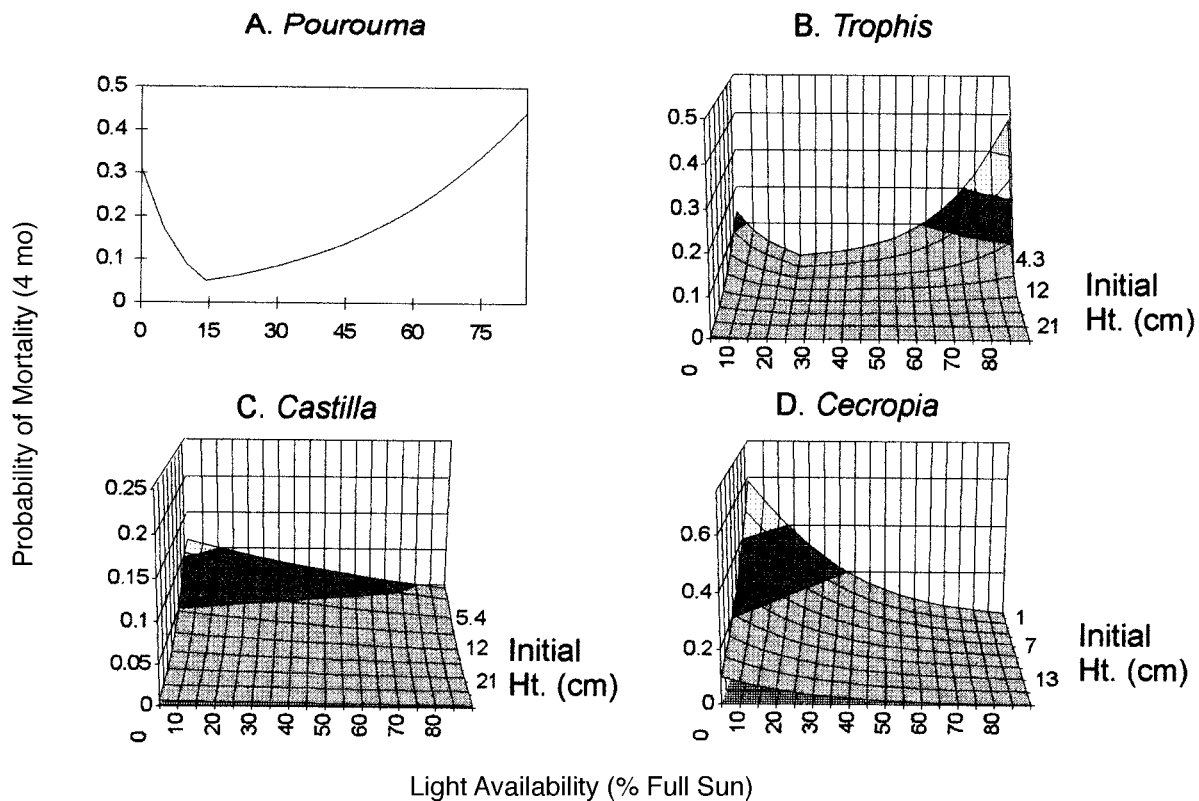 A. Pourouma
0.5
0.4
0.3
0.2
0.1
0
0 15 30 45 60 75
B. Trophis
0.5
0.4
0.3
0.2
0.1
0
0 10 20 30 40 50 60 70 80
4.3
12
21
Initial
Ht. (cm)
Probability of Mortality (4 mo)
C. Castilla
0.25
0.2
0.15
0.1
0.05
0
0 10 20 30 40 50 60 70 80
5.4
12
21
Initial
Ht. (cm)
D. Cecropia
0.6
0.4
0.2
0
0 10 20 30 40 50 60 70 80
1
7
13
Initial
Ht. (cm)
Light Availability (% Full Sun)